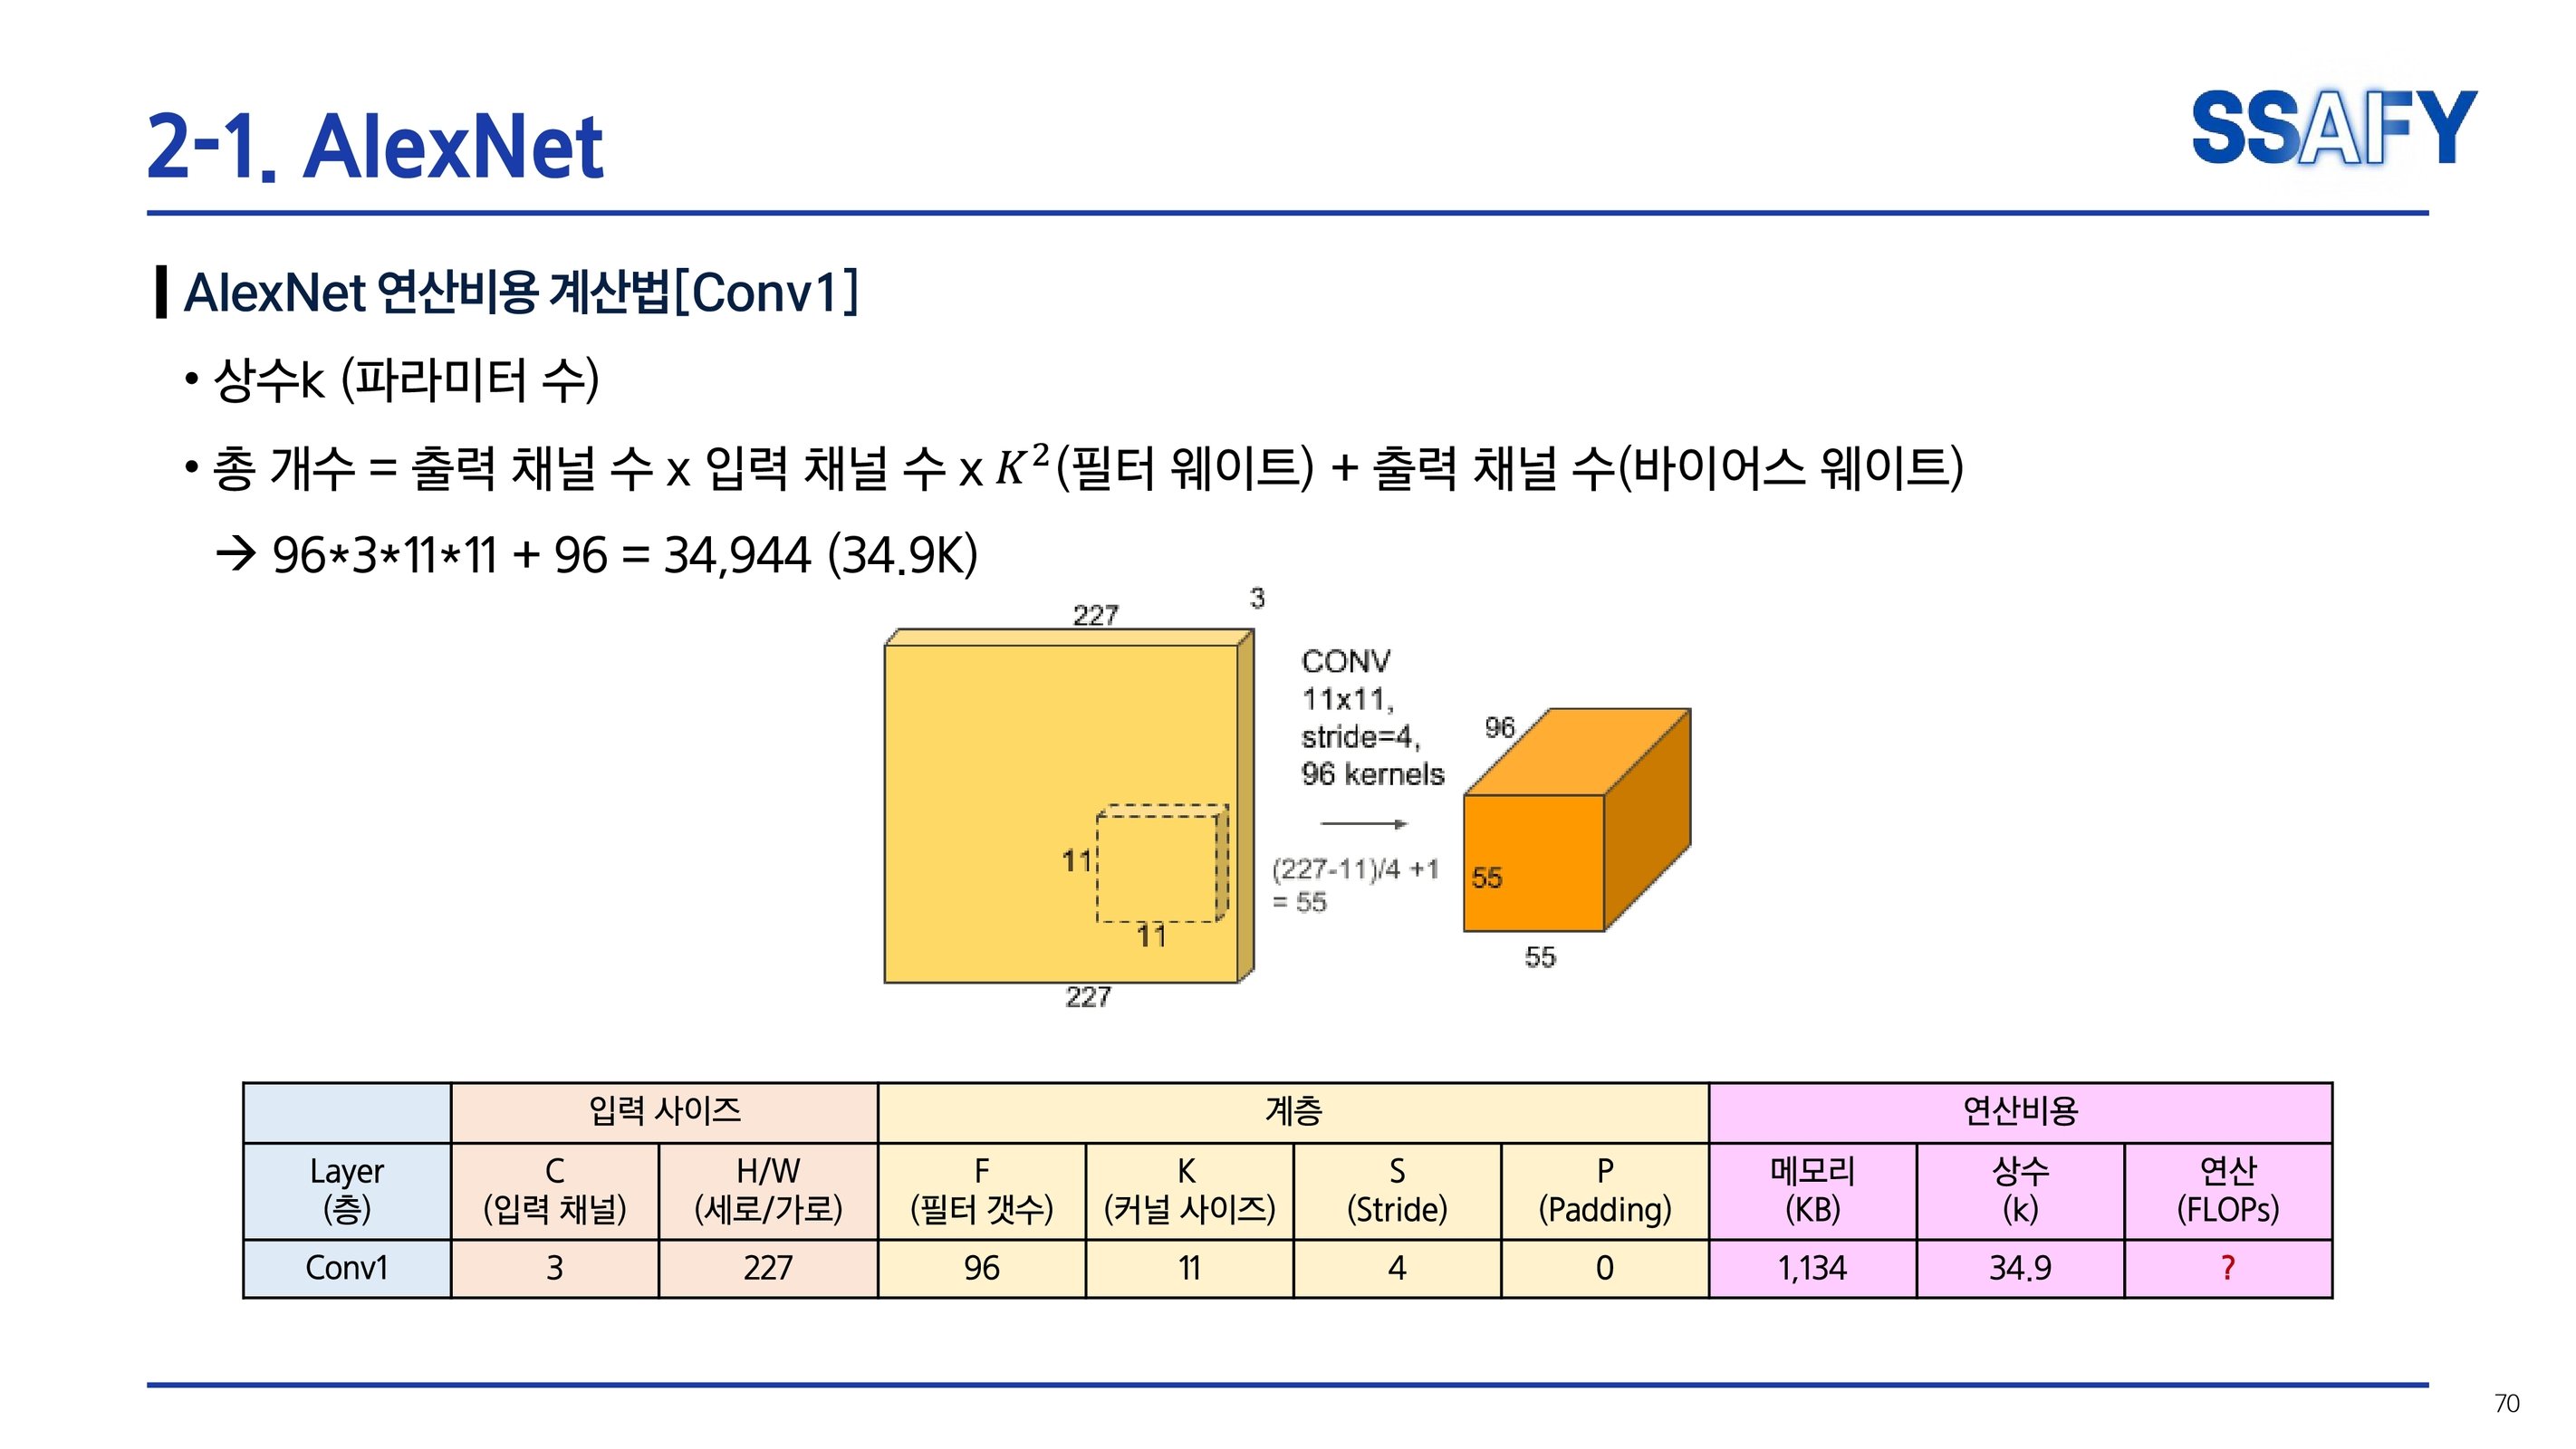 2-1. AlexNet
SSAFY
AlexNet 연산비용 계산법[Conv1]
• 상수k (파라미터 수)
• 총 개수 = 출력 채널 수 x 입력 채널 수 x K²(필터 웨이트) + 출력 채널 수(바이어스 웨이트)
→ 96*3*11*11 + 96 = 34,944 (34.9K)
227
3
CONV
11x11,
stride=4,
96 kernels
96
11
(227-11)/4 +1
= 55
55
11
55
227
입력 사이즈 계층 연산비용
Layer C H/W F K S P 메모리 상수 연산
(층) (입력 채널) (세로/가로) (필터 갯수) (커널 사이즈) (Stride) (Padding) (KB) (k) (FLOPs)
Conv1 3 227 96 11 4 0 1,134 34.9 ?
70